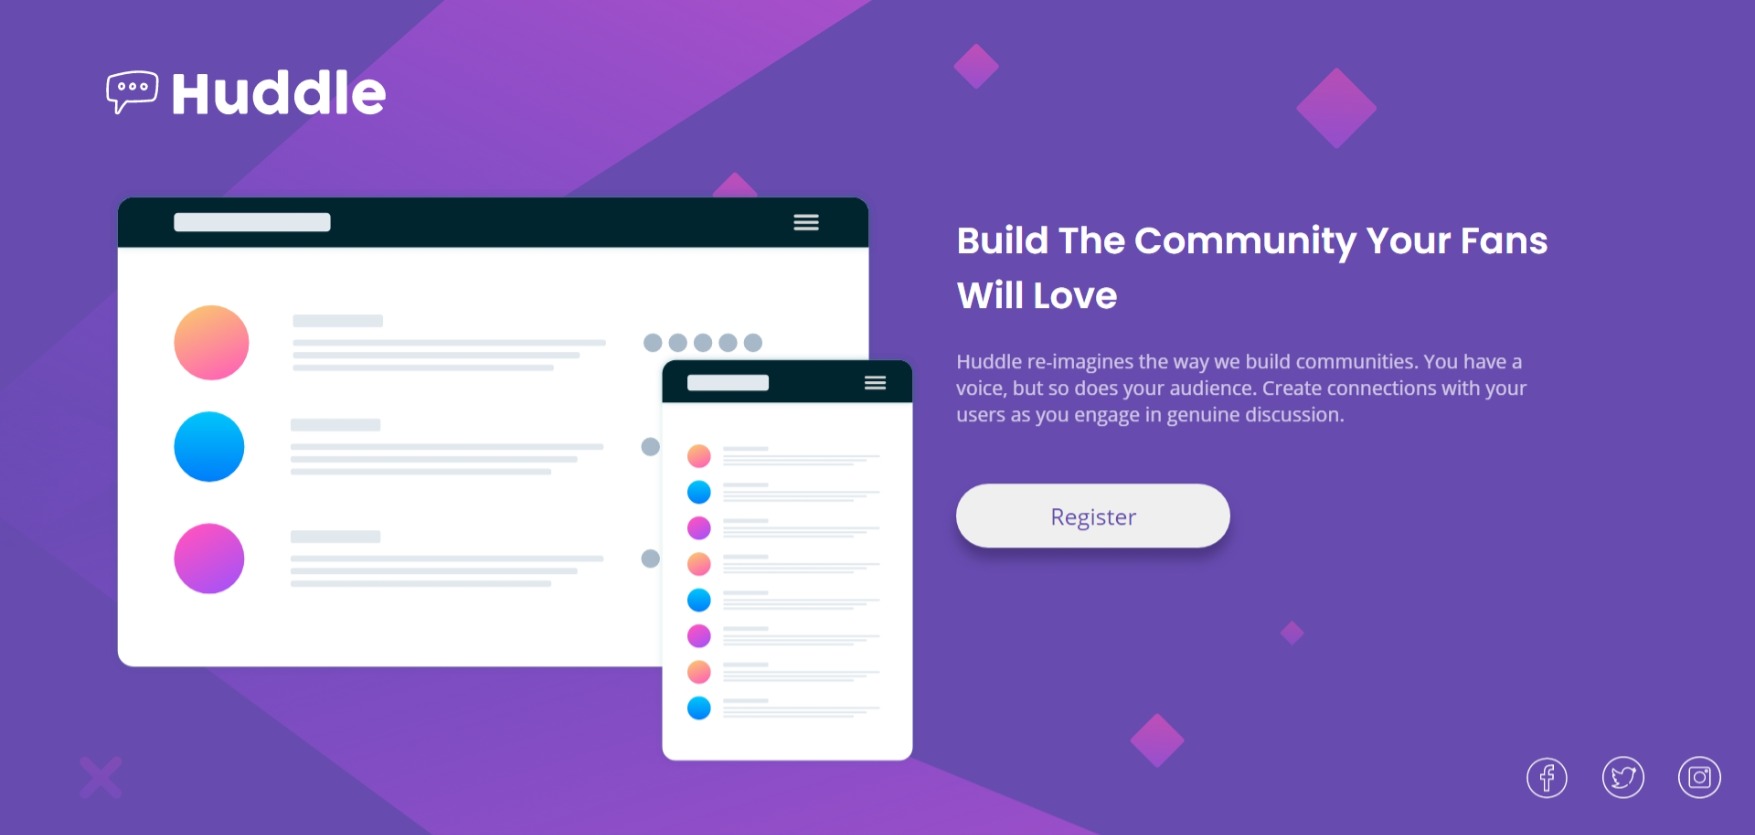 Huddle
Build The Community Your Fans
Will Love
Huddle re-imagines the way we build communities. You have a
voice, but so does your audience. Create connections with your
users as you engage in genuine discussion.
Register